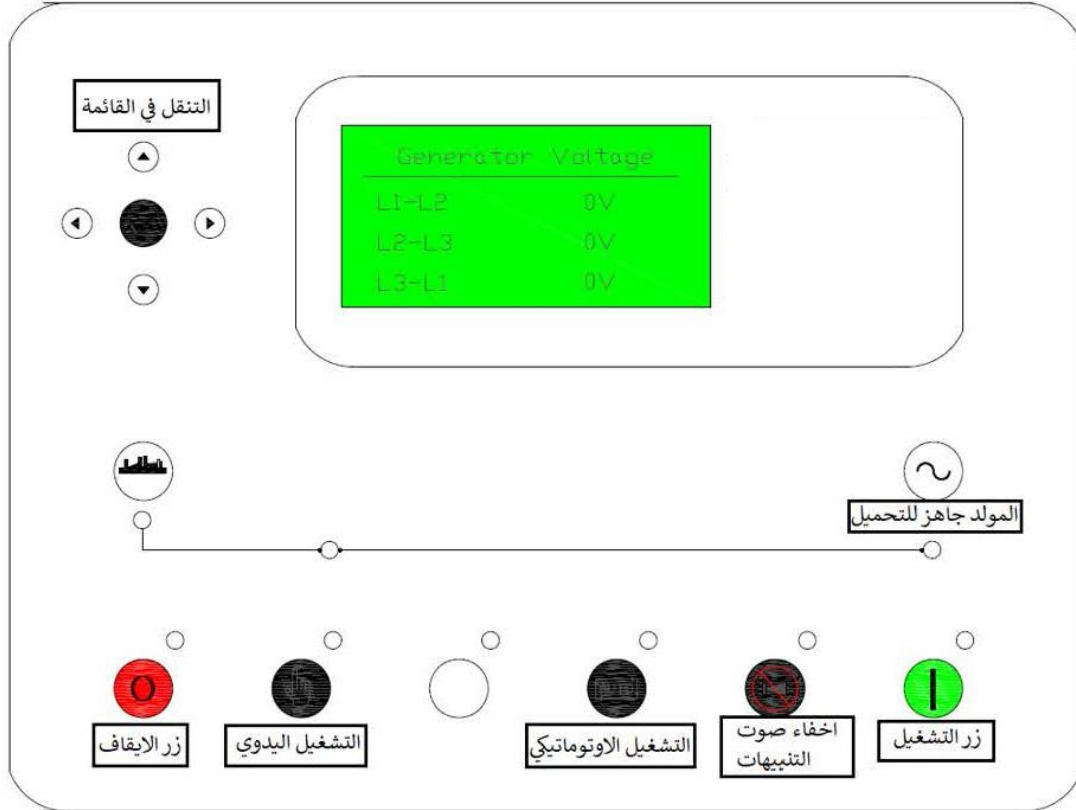 التنقل في القائمة
Generator Voltage
L1-L2 0V
L2-L3 0V
L3-L1 0V
المولد جاهز للتحميل
زر الايقاف
التشغيل اليدوي
التشغيل الاوتوماتيكي
اخفاء صوت
التنبيهات
زر التشغيل